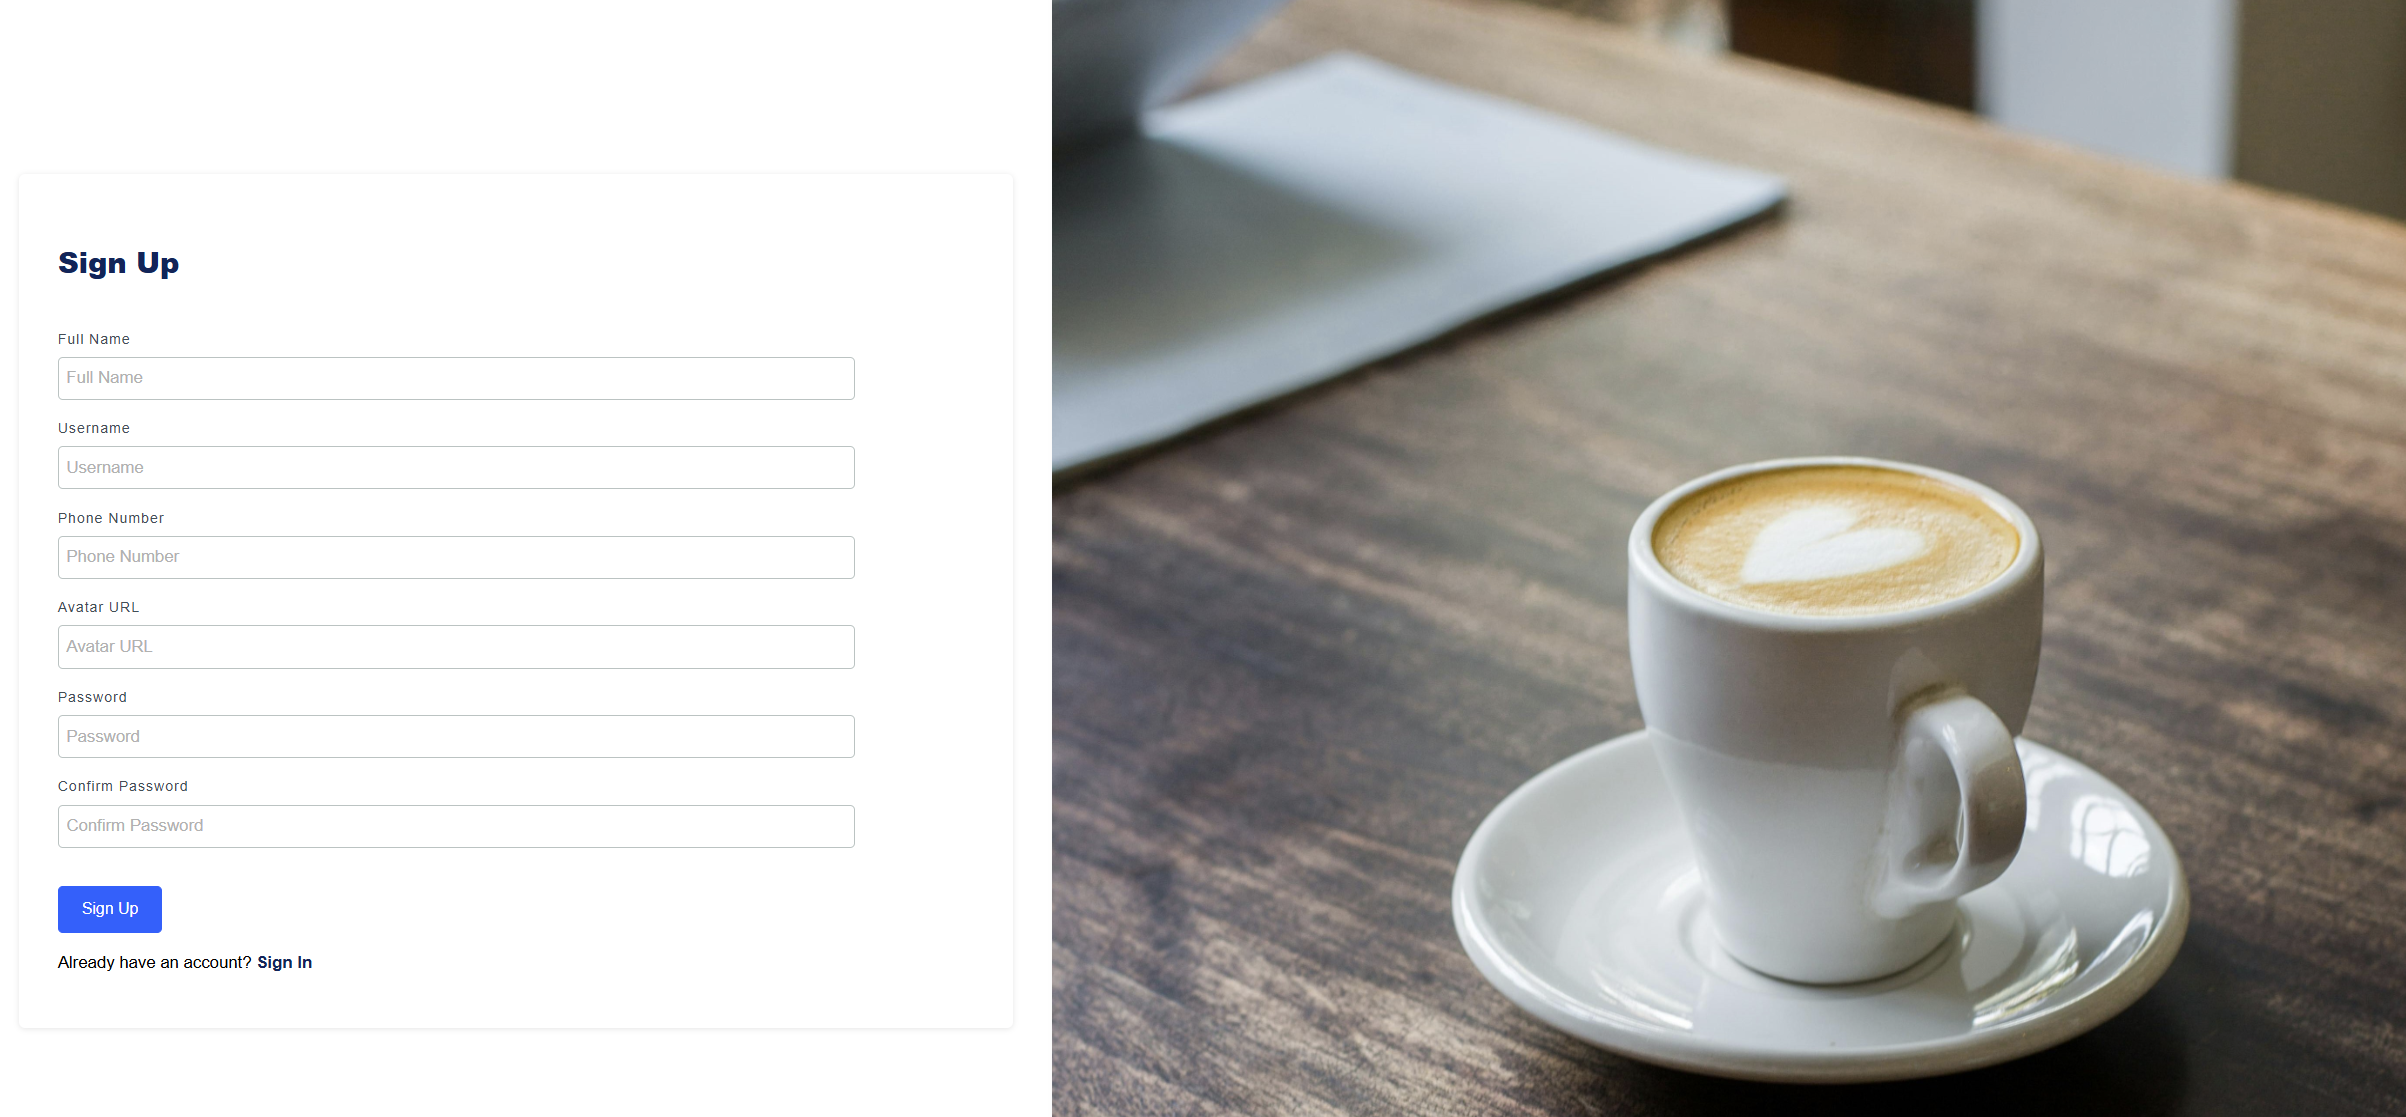 Sign Up
Full Name
Full Name
Username
Username
Phone Number
Phone Number
Avatar URL
Avatar URL
Password
Password
Confirm Password
Confirm Password
Sign Up
Already have an account? Sign In